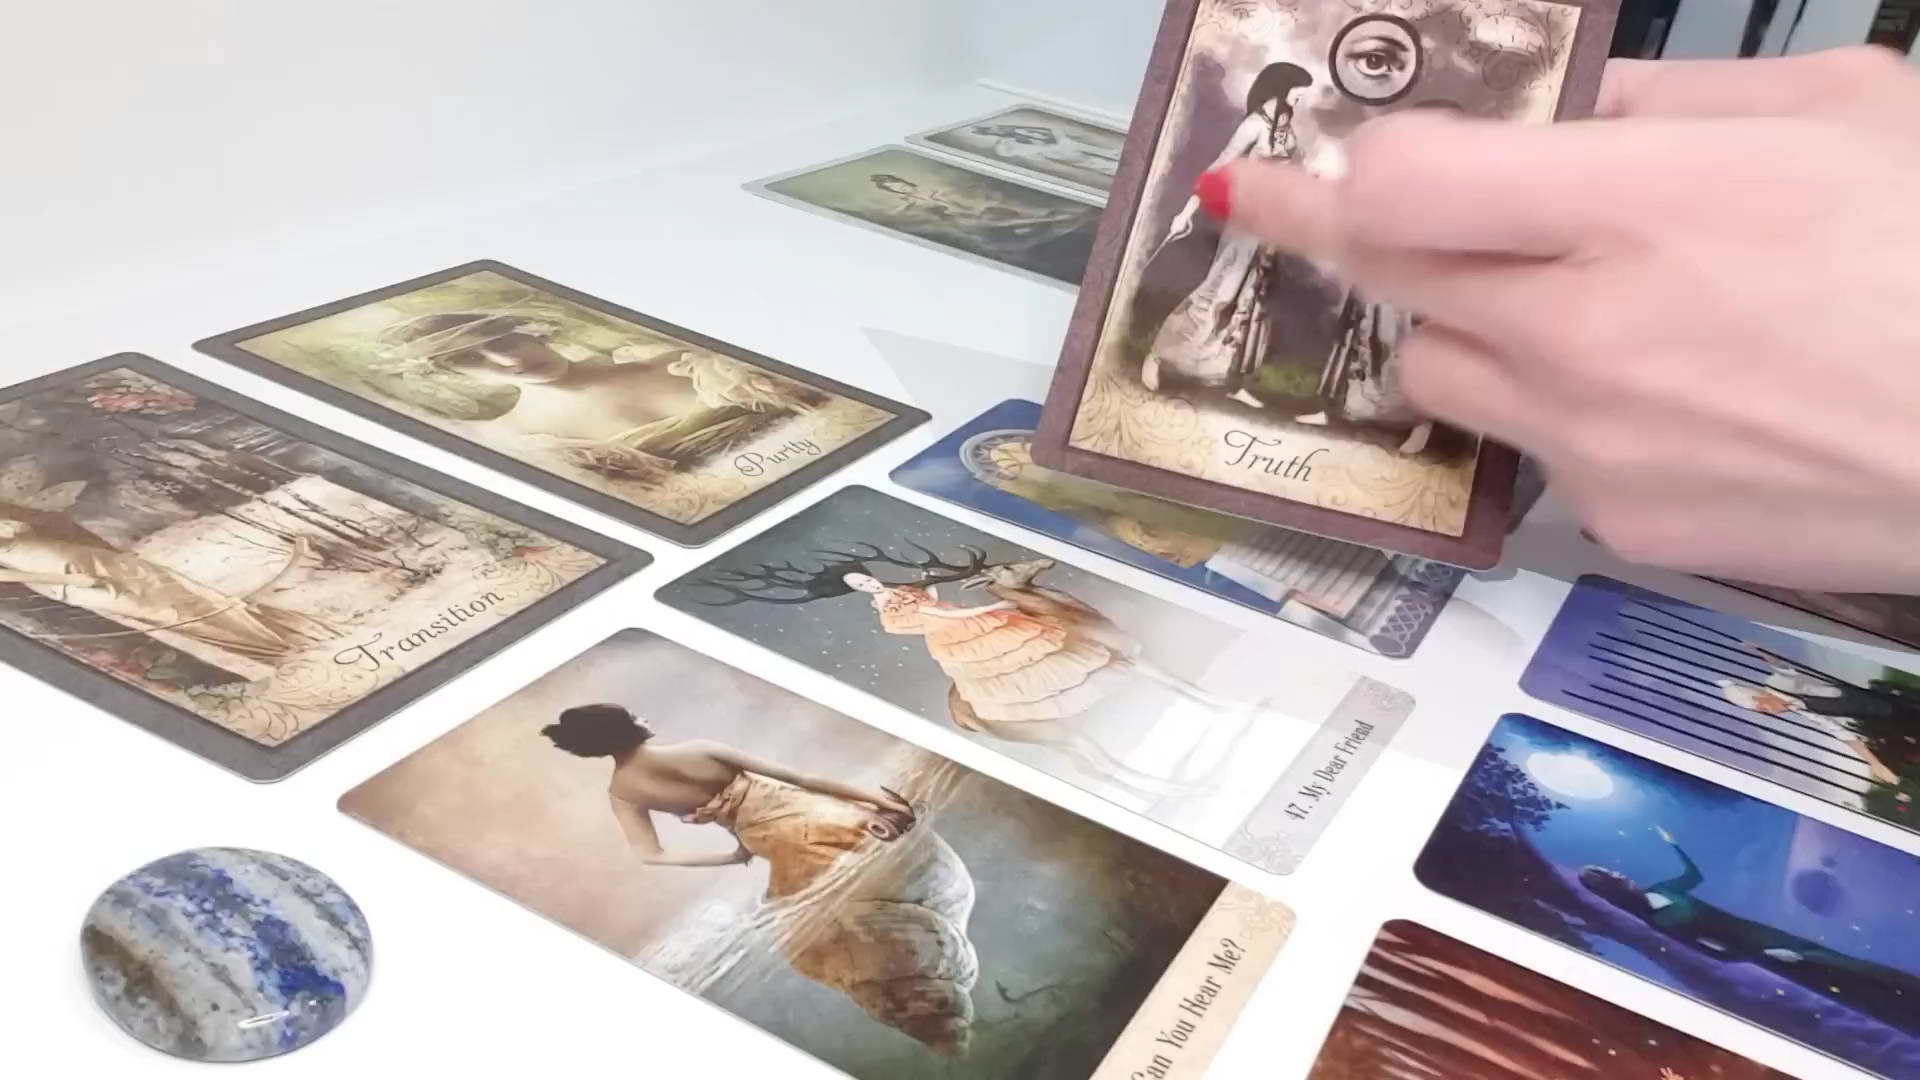 Truth
Purity
Transition
47. My Dear Friend
Can You Hear Me?